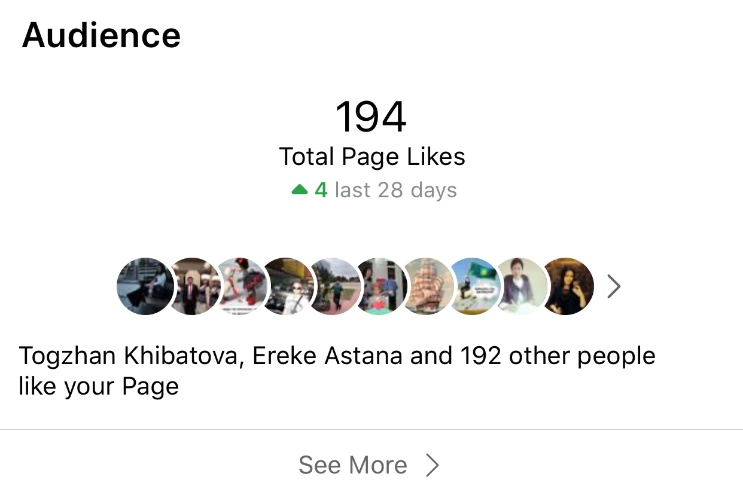 Audience
194
Total Page Likes
4 last 28 days
Togzhan Khibatova, Ereke Astana and 192 other people
like your Page
See More